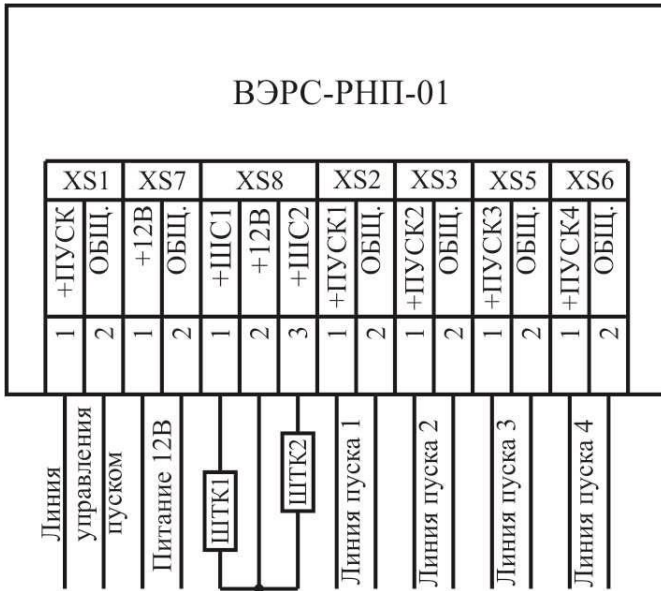 ВЭРС-РНП-01
XS1 XS7 XS8 XS2 XS3 XS5 XS6
+ПУСК ОБЩ. +12В ОБЩ. +ШС1 +12В +ШС2 +ПУСК1 ОБЩ. +ПУСК2 ОБЩ. +ПУСК3 ОБЩ. +ПУСК4 ОБЩ.
1 2 1 2 1 2 3 1 2 1 2 1 2 1 2
Линия
управления
пуском
Питание 12В
ШТК1
ШТК2
Линия пуска 1
Линия пуска 2
Линия пуска 3
Линия пуска 4